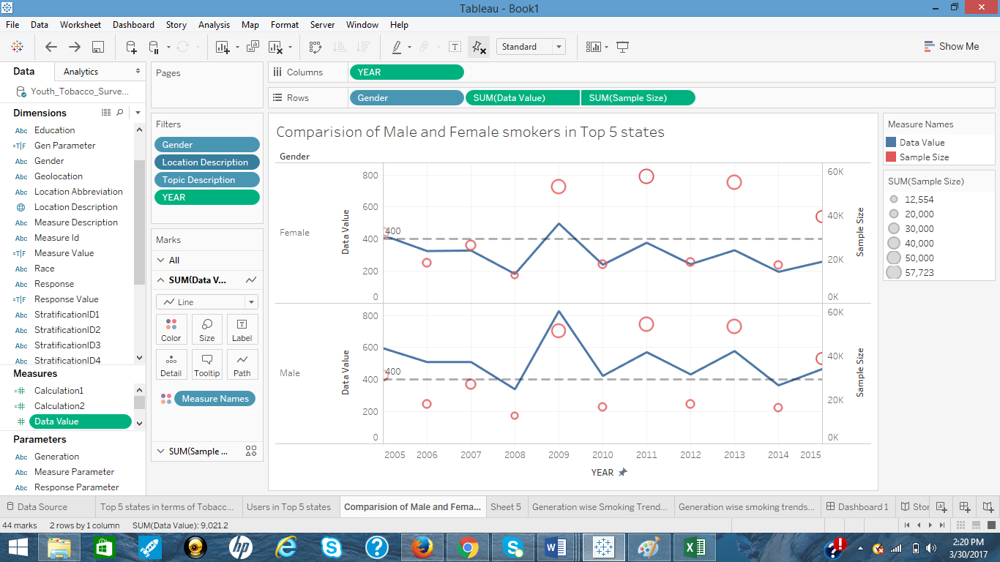 Tableau - Book1
File Data Worksheet Dashboard Story Analysis Map Format Server Window Help
Standard
Show Me
Data Analytics
Youth_Tobacco_Surve...
Dimensions
Abc Education
=T|F Gen Parameter
Abc Gender
Abc Geolocation
Abc Location Abbreviation
Location Description
Abc Measure Description
Abc Measure Id
=T|F Measure Value
Abc Race
Abc Response
=T|F Response Value
Abc StratificationID1
Abc StratificationID2
Abc StratificationID3
Abc StratificationID4
Measures
=# Calculation1
=# Calculation2
# Data Value
Parameters
Abc Generation
Abc Measure Parameter
Abc Response Parameter
Pages
Filters
Gender
Location Description
Topic Description
YEAR
Marks
All
SUM(Data V...
Line
Color Size Label
Detail Tooltip Path
Measure Names
SUM(Sample ...
Columns YEAR
Rows Gender SUM(Data Value) SUM(Sample Size)
Comparision of Male and Female smokers in Top 5 states
Gender
Female
Data Value
800
600
400
200
0
400
60K
40K
20K
0K
Sample Size
Male
Data Value
800
600
400
200
0
400
60K
40K
20K
0K
Sample Size
2005 2006 2007 2008 2009 2010 2011 2012 2013 2014 2015
YEAR
Measure Names
Data Value
Sample Size
SUM(Sample Size)
12,554
20,000
30,000
40,000
50,000
57,723
Data Source Top 5 states in terms of Tobacc... Users in Top 5 states Comparision of Male and Fema... Sheet 5 Generation wise Smoking Trend... Generation wise smoking trends... Dashboard 1 Stor
44 marks 2 rows by 1 column SUM(Data Value): 9,021.2
2:20 PM
3/30/2017